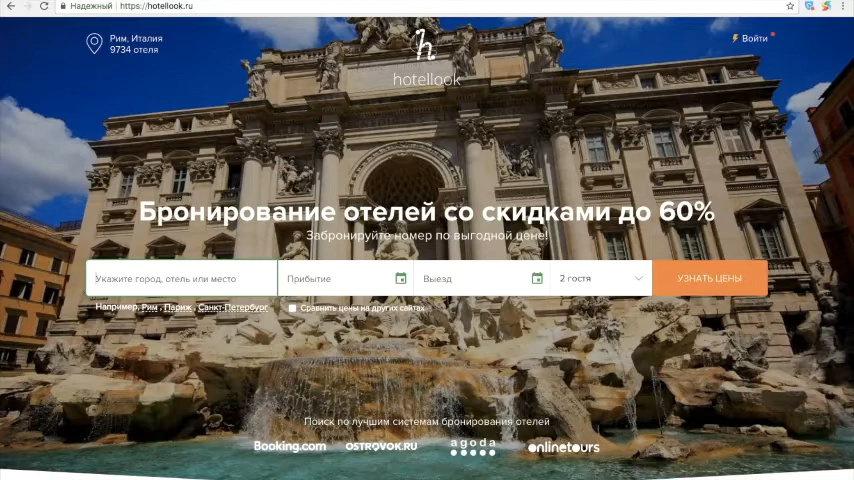 Надежный | https://hotellook.ru
Рим, Италия
9734 отеля
h
hotellook
Войти
Бронирование отелей со скидками до 60%
Забронируйте номер по выгодной цене!
Укажите город, отель или место
Прибытие
Выезд
2 гостя
УЗНАТЬ ЦЕНЫ
Например, Рим , Париж , Санкт-Петербург
Сравнить цены на других сайтах
Поиск по лучшим системам бронирования отелей
Booking.com OSTROVOK.RU agoda onlinetours